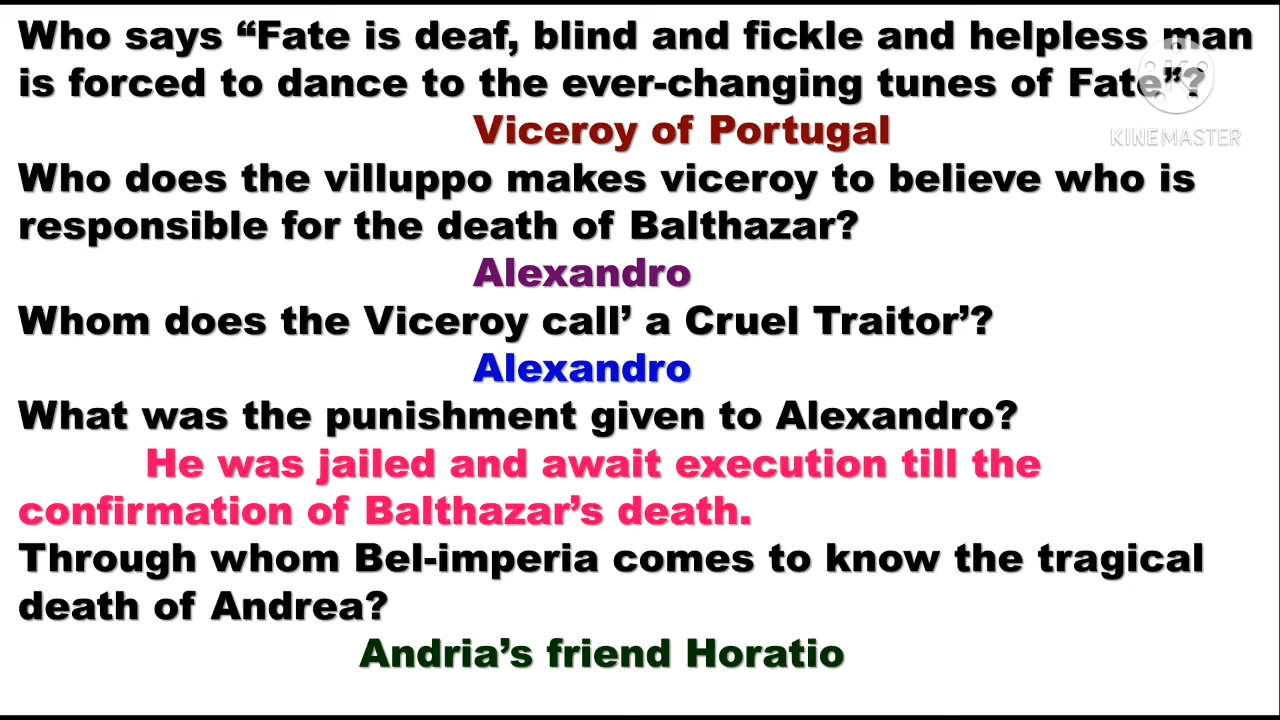 Who says “Fate is deaf, blind and fickle and helpless man
is forced to dance to the ever-changing tunes of Fate”?
Viceroy of Portugal
KINEMASTER
Who does the villuppo makes viceroy to believe who is
responsible for the death of Balthazar?
Alexandro
Whom does the Viceroy call’ a Cruel Traitor’?
Alexandro
What was the punishment given to Alexandro?
He was jailed and await execution till the
confirmation of Balthazar’s death.
Through whom Bel-imperia comes to know the tragical
death of Andrea?
Andria’s friend Horatio